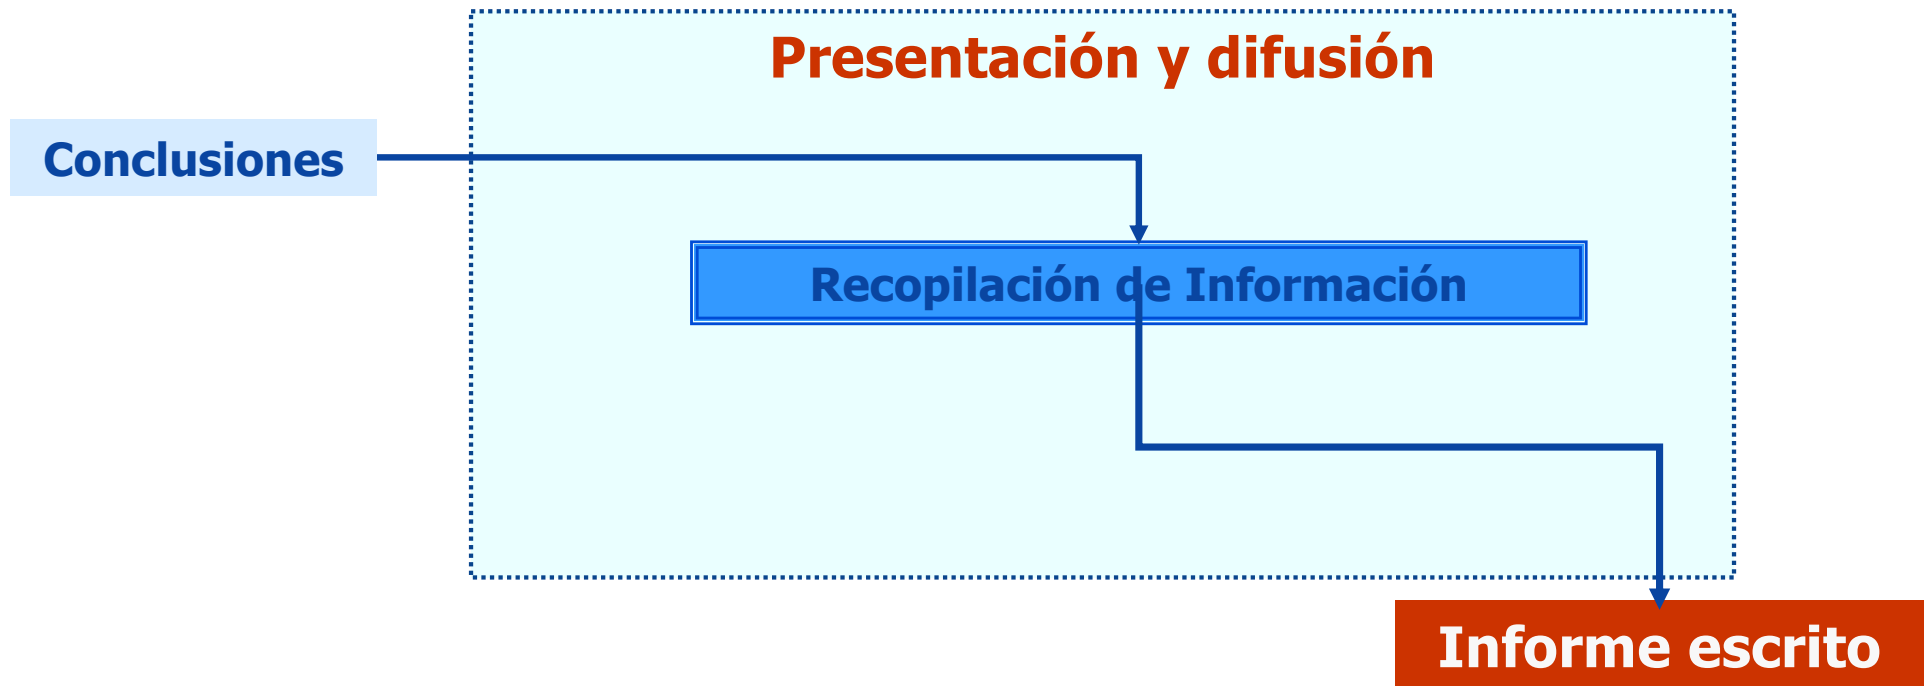 Presentación y difusión
Conclusiones
Recopilación de Información
Informe escrito